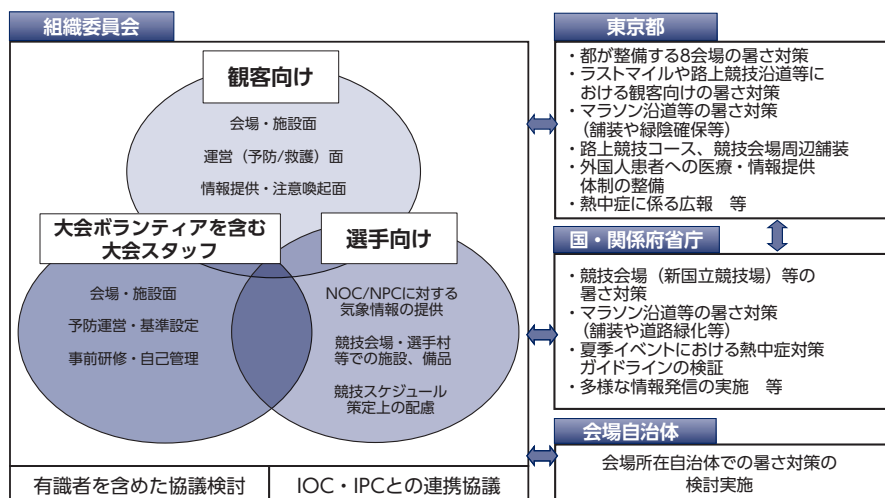 組織委員会
観客向け
会場・施設面
運営（予防/救護）面
情報提供・注意喚起面
大会ボランティアを含む
大会スタッフ
会場・施設面
予防運営・基準設定
事前研修・自己管理
選手向け
NOC/NPCに対する
気象情報の提供
競技会場・選手村
等での施設、備品
競技スケジュール
策定上の配慮
有識者を含めた協議検討
IOC・IPCとの連携協議
東京都
・都が整備する8会場の暑さ対策
・ラストマイルや路上競技沿道等に
おける観客向けの暑さ対策
・マラソン沿道等の暑さ対策
（舗装や緑陰確保等）
・路上競技コース、競技会場周辺舗装
・外国人患者への医療・情報提供
体制の整備
・熱中症に係る広報　等
国・関係府省庁
・競技会場（新国立競技場）等の
暑さ対策
・マラソン沿道等の暑さ対策
（舗装や道路緑化等）
・夏季イベントにおける熱中症対策
ガイドラインの検証
・多様な情報発信の実施　等
会場自治体
会場所在自治体での暑さ対策の
検討実施